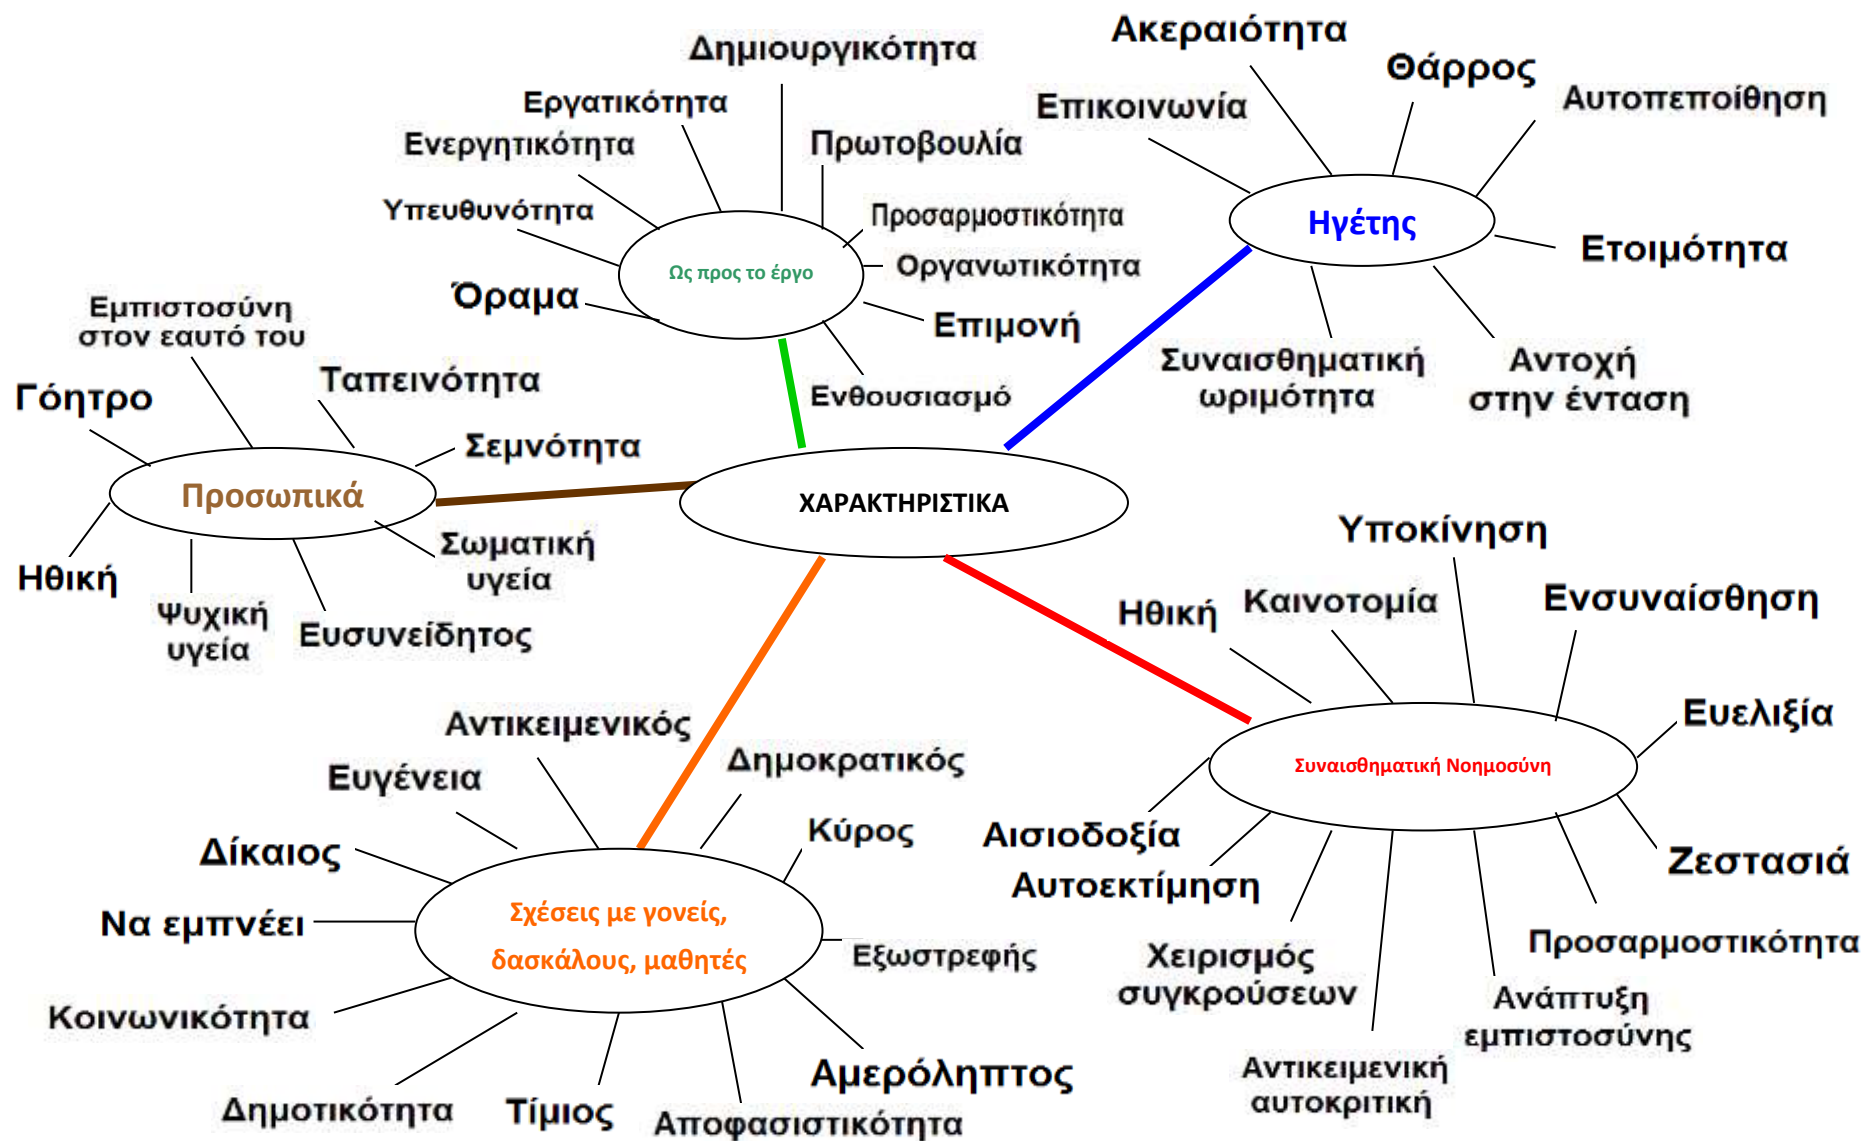 Ακεραιότητα
Δημιουργικότητα
Θάρρος
Εργατικότητα
Επικοινωνία
Αυτοπεποίθηση
Ενεργητικότητα
Πρωτοβουλία
Υπευθυνότητα
Προσαρμοστικότητα
Ηγέτης
Ετοιμότητα
Ως προς το έργο
Οργανωτικότητα
Όραμα
Επιμονή
Εμπιστοσύνη
στον εαυτό του
Συναισθηματική
ωριμότητα
Αντοχή
στην ένταση
Ταπεινότητα
Γόητρο
Ενθουσιασμό
Σεμνότητα
Προσωπικά
ΧΑΡΑΚΤΗΡΙΣΤΙΚΑ
Σωματική
υγεία
Ηθική
Ψυχική
υγεία
Ευσυνείδητος
Υποκίνηση
Ηθική
Καινοτομία
Ενσυναίσθηση
Ευελιξία
Αντικειμενικός
Δημοκρατικός
Ευγένεια
Συναισθηματική Νοημοσύνη
Κύρος
Αισιοδοξία
Δίκαιος
Ζεστασιά
Αυτοεκτίμηση
Να εμπνέει
Σχέσεις με γονείς,
δασκάλους, μαθητές
Εξωστρεφής
Χειρισμός
συγκρούσεων
Προσαρμοστικότητα
Κοινωνικότητα
Ανάπτυξη
εμπιστοσύνης
Αμερόληπτος
Αντικειμενική
αυτοκριτική
Δημοτικότητα
Τίμιος
Αποφασιστικότητα